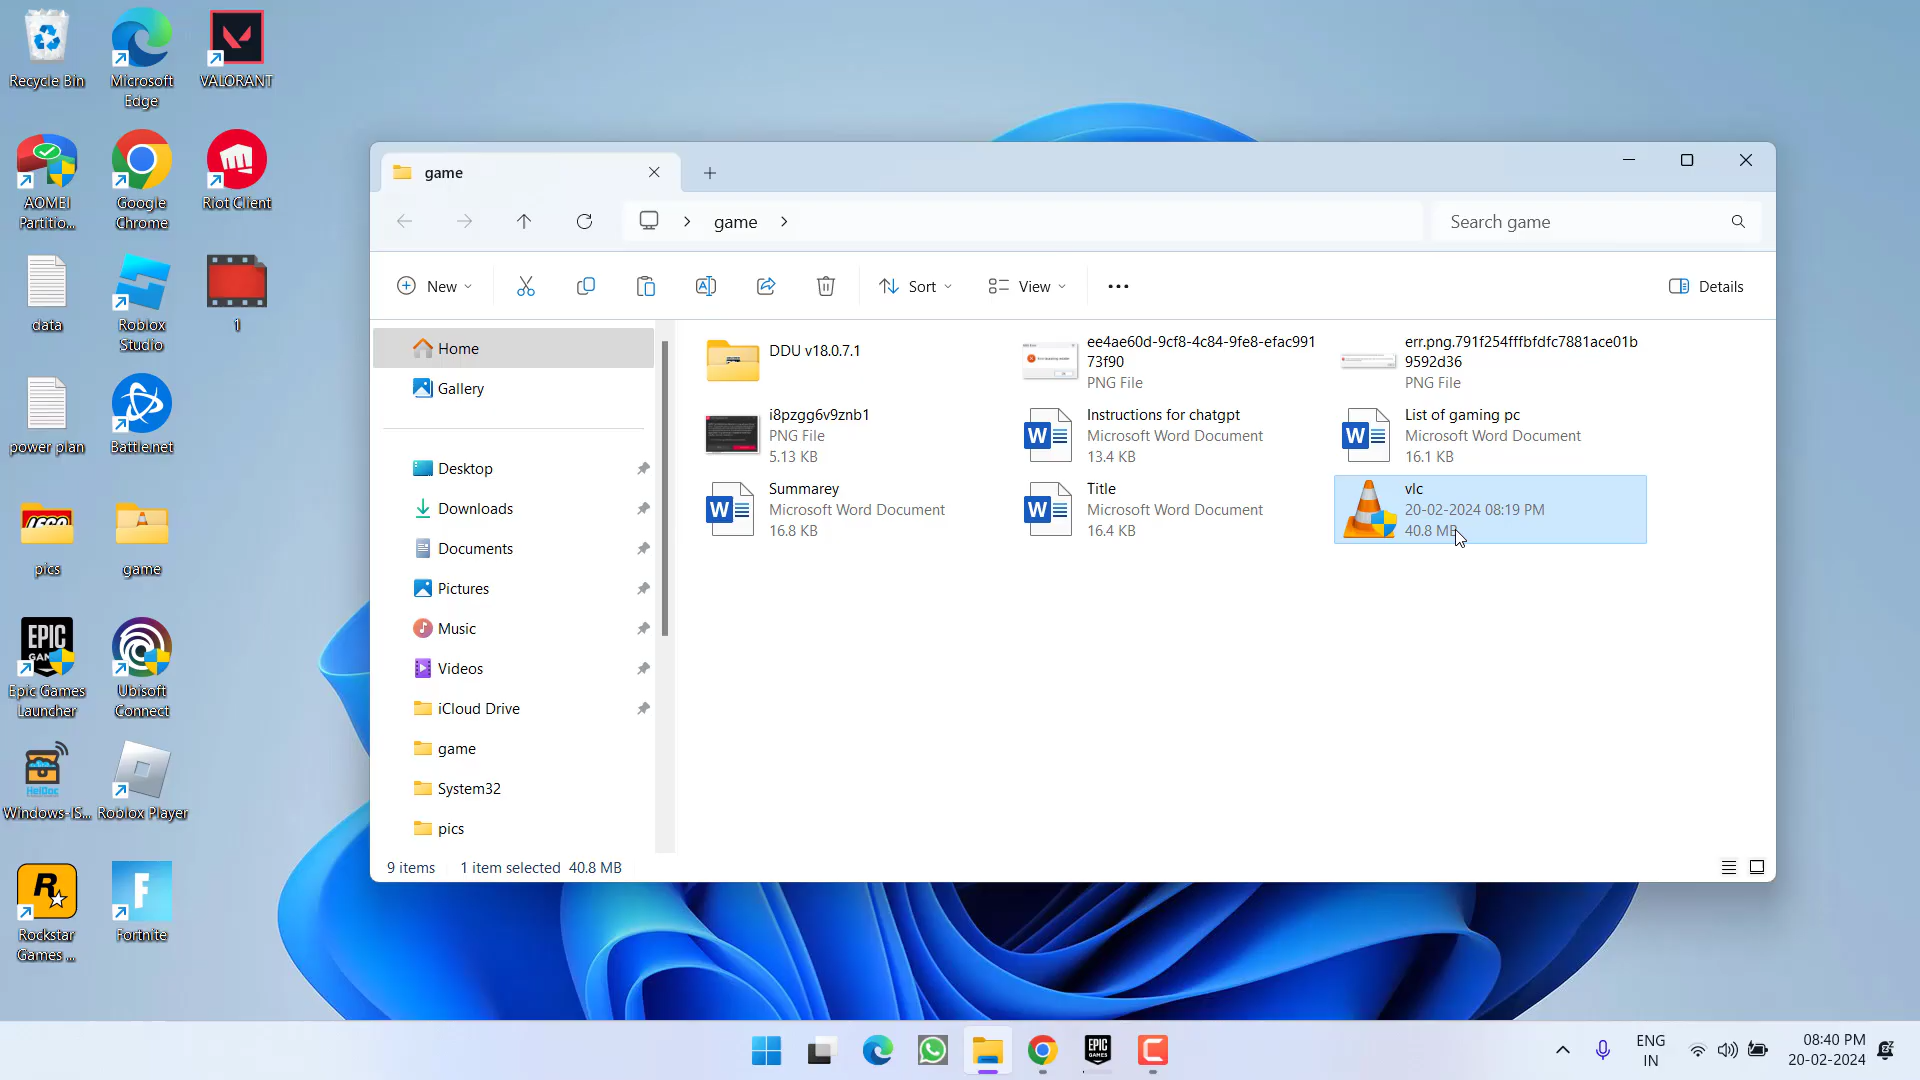 Recycle Bin
Microsoft
Edge
VALORANT
AOMEI
Partitio...
Google
Chrome
Riot Client
data
Roblox
Studio
1
power plan
Battle.net
LEGO
pics
game
EPIC
Epic Games
Launcher
Ubisoft
Connect
HeiDoc
Windows-IS...
Roblox Player
Rockstar
Games ...
Fortnite
game
game
Search game
New
Sort
View
Details
Home
Gallery
Desktop
Downloads
Documents
Pictures
Music
Videos
iCloud Drive
game
System32
pics
DDU v18.0.7.1
ee4ae60d-9cf8-4c84-9fe8-efac991
73f90
PNG File
err.png.791f254fffbfdfc7881ace01b
9592d36
PNG File
i8pzgg6v9znb1
PNG File
5.13 KB
Instructions for chatgpt
Microsoft Word Document
13.4 KB
List of gaming pc
Microsoft Word Document
16.1 KB
Summarey
Microsoft Word Document
16.8 KB
Title
Microsoft Word Document
16.4 KB
vlc
20-02-2024 08:19 PM
40.8 MB
9 items
1 item selected 40.8 MB
EPIC
GAMES
ENG
IN
08:40 PM
20-02-2024